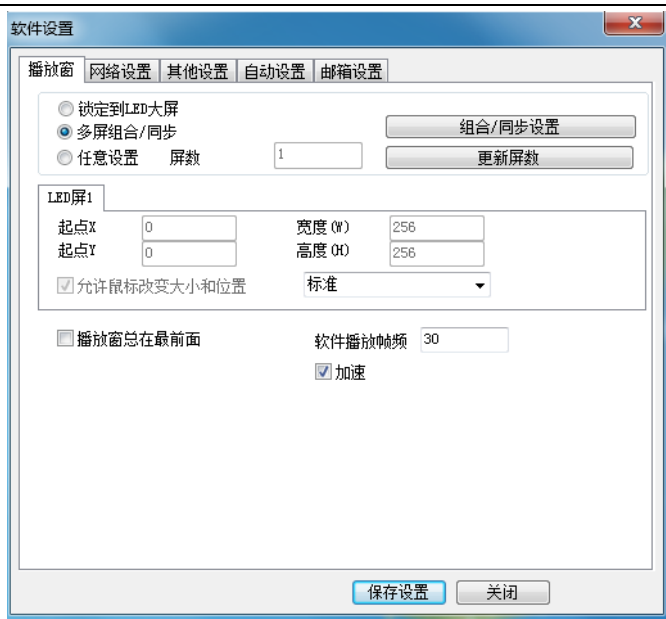 软件设置
播放窗 网络设置 其他设置 自动设置 邮箱设置
锁定到LED大屏
多屏组合/同步 组合/同步设置
任意设置 屏数 1 更新屏数
LED屏1
起点X 0 宽度(W) 256
起点Y 0 高度(H) 256
允许鼠标改变大小和位置 标准
播放窗总在最前面 软件播放帧频 30
加速
保存设置 关闭